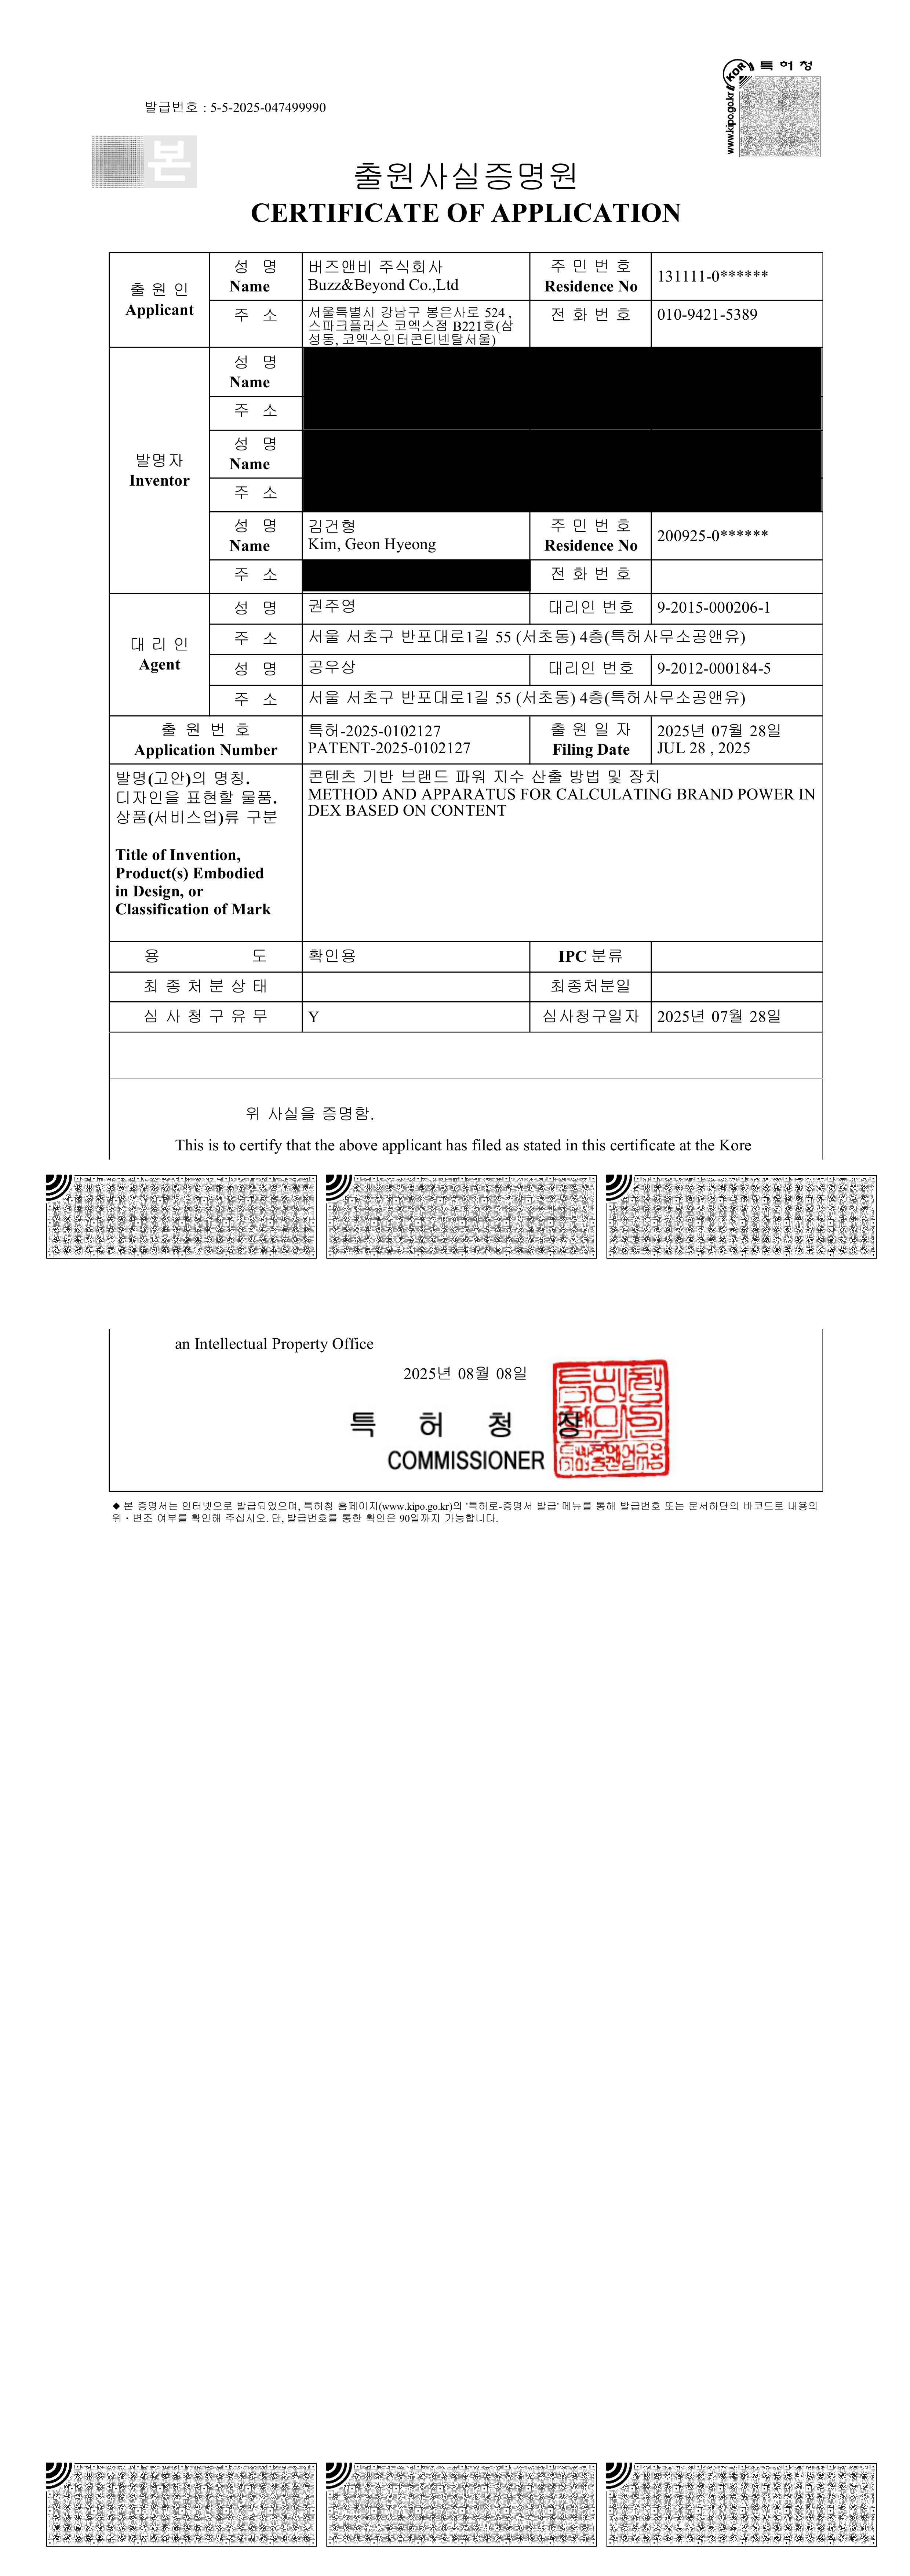 특허청
KOR
www.kipo.go.kr
발급번호 : 5-5-2025-047499990
원본
출원사실증명원
CERTIFICATE OF APPLICATION
출 원 인
Applicant
성 명
Name
버즈앤비 주식회사
Buzz&Beyond Co.,Ltd
주 민 번 호
Residence No
131111-0******
주 소
서울특별시 강남구 봉은사로 524 ,
스파크플러스 코엑스점 B221호(삼
성동, 코엑스인터콘티넨탈서울)
전 화 번 호
010-9421-5389
발명자
Inventor
성 명
Name
주 소
성 명
Name
주 소
성 명
Name
김건형
Kim, Geon Hyeong
주 민 번 호
Residence No
200925-0******
주 소
전 화 번 호
대 리 인
Agent
성 명
권주영
대리인 번호
9-2015-000206-1
주 소
서울 서초구 반포대로1길 55 (서초동) 4층(특허사무소공앤유)
성 명
공우상
대리인 번호
9-2012-000184-5
주 소
서울 서초구 반포대로1길 55 (서초동) 4층(특허사무소공앤유)
출 원 번 호
Application Number
특허-2025-0102127
PATENT-2025-0102127
출 원 일 자
Filing Date
2025년 07월 28일
JUL 28 , 2025
발명(고안)의 명칭.
디자인을 표현할 물품.
상품(서비스업)류 구분
Title of Invention,
Product(s) Embodied
in Design, or
Classification of Mark
콘텐츠 기반 브랜드 파워 지수 산출 방법 및 장치
METHOD AND APPARATUS FOR CALCULATING BRAND POWER IN
DEX BASED ON CONTENT
용 도
확인용
IPC 분류
최 종 처 분 상 태
최종처분일
심 사 청 구 유 무
Y
심사청구일자
2025년 07월 28일
위 사실을 증명함.
This is to certify that the above applicant has filed as stated in this certificate at the Kore
an Intellectual Property Office
2025년 08월 08일
특 허 청 장
COMMISSIONER
◆ 본 증명서는 인터넷으로 발급되었으며, 특허청 홈페이지(www.kipo.go.kr)의 '특허로-증명서 발급' 메뉴를 통해 발급번호 또는 문서하단의 바코드로 내용의
위・변조 여부를 확인해 주십시오. 단, 발급번호를 통한 확인은 90일까지 가능합니다.